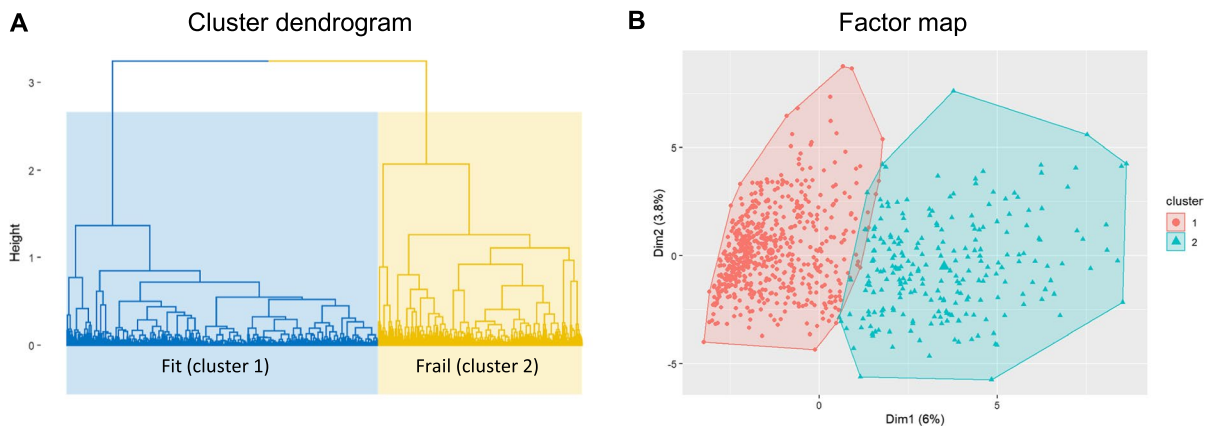 A
Cluster dendrogram
Height
3
2
1
0
Fit (cluster 1)
Frail (cluster 2)
B
Factor map
Dim2 (3.8%)
5
0
-5
0
5
Dim1 (6%)
cluster
1
2